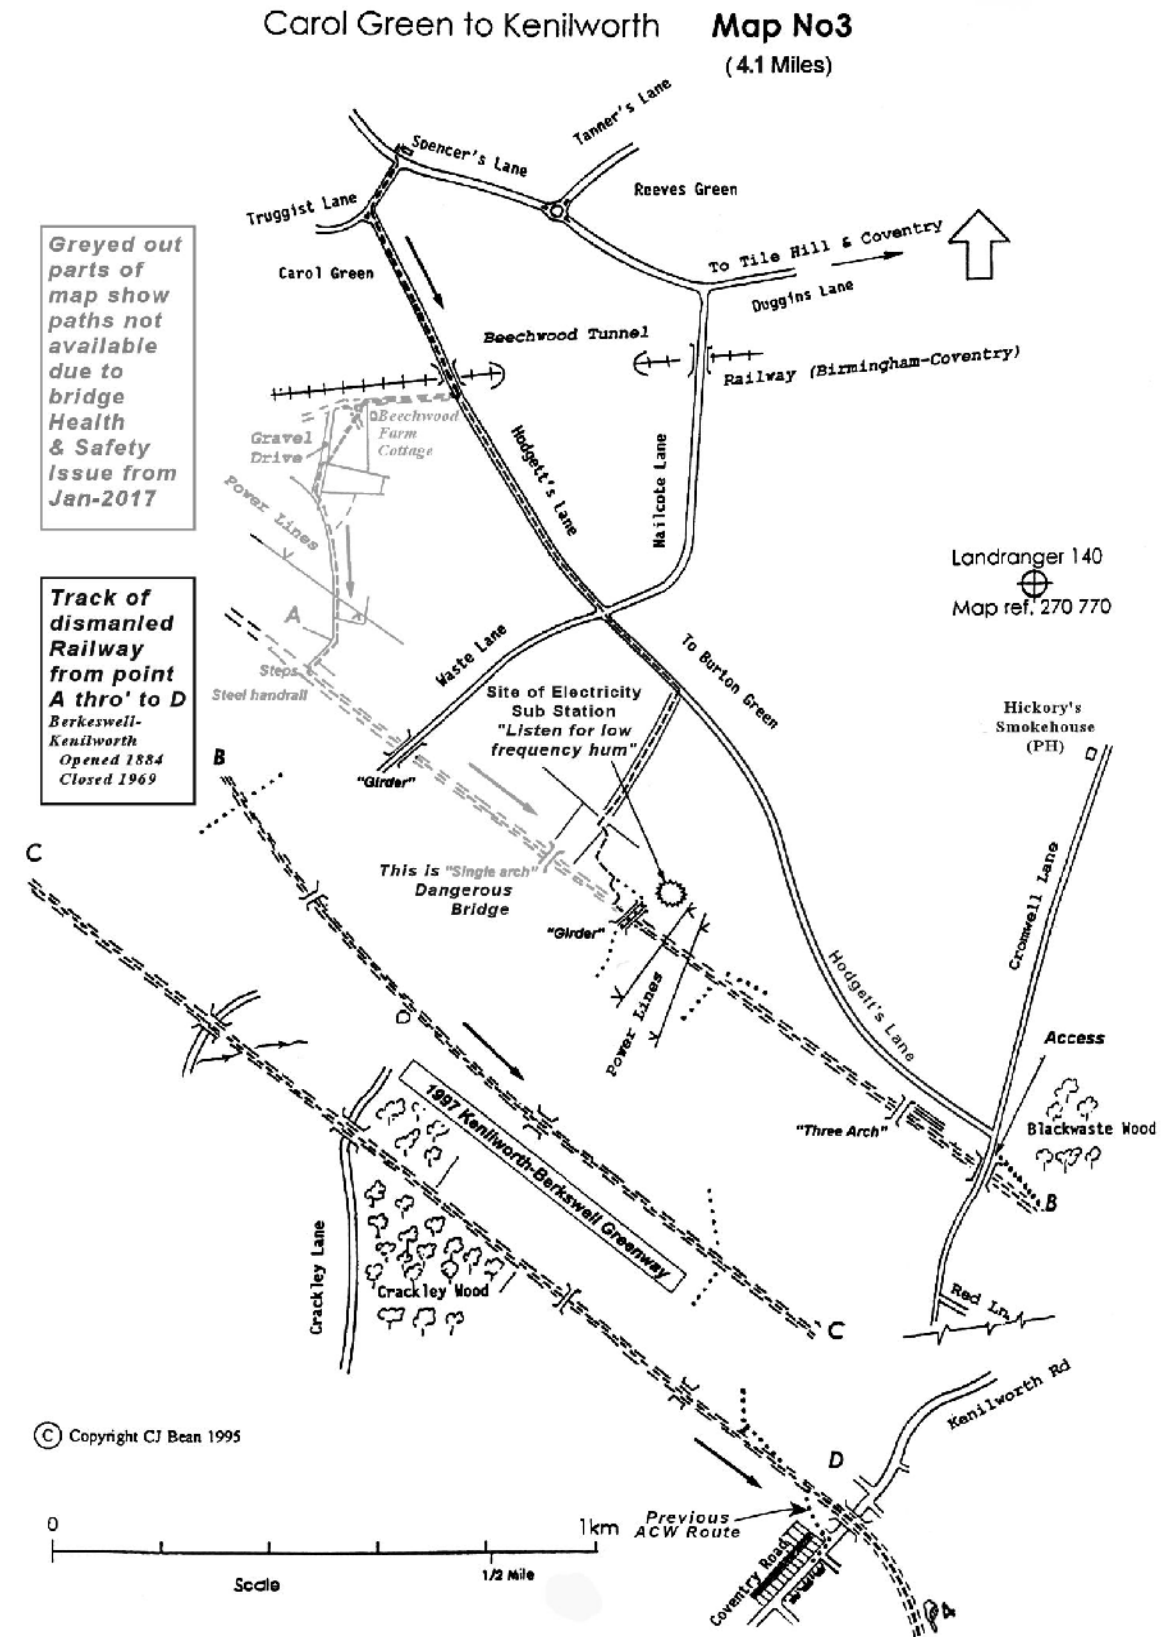 Carol Green to Kenilworth Map No3
( 4.1 Miles)
Tanner's Lane
Spencer's Lane
Reeves Green
Truggist Lane
Carol Green
To Tile Hill & Coventry
Duggins Lane
Greyed out
parts of
map show
paths not
available
due to
bridge
Health
& Safety
Issue from
Jan-2017
Beechwood Tunnel
Railway (Birmingham-Coventry)
Beechwood
Farm
Cottage
Gravel
Drive
Power Lines
Hodgett's Lane
Nailcote Lane
Landranger 140
Map ref. 270 770
Track of
dismanled
Railway
from point
A thro' to D
Berkeswell-
Kenilworth
Opened 1884
Closed 1969
A
Steps
Steel handrail
Waste Lane
To Burton Green
Site of Electricity
Sub Station
"Listen for low
frequency hum"
Hickory's
Smokehouse
(PH)
B
"Girder"
C
This is "Single arch"
Dangerous
Bridge
"Girder"
Power Lines
Hodgett's Lane
Cromwell Lane
Access
Blackwaste Wood
"Three Arch"
B
1997 Kenilworth-Berkswell Greenway
Crackley Lane
Crackley Wood
Red Ln.
C
Kenilworth Rd
D
C Copyright CJ Bean 1995
Previous
ACW Route
Coventry Road
0
1km
Scale
1/2 Mile
4